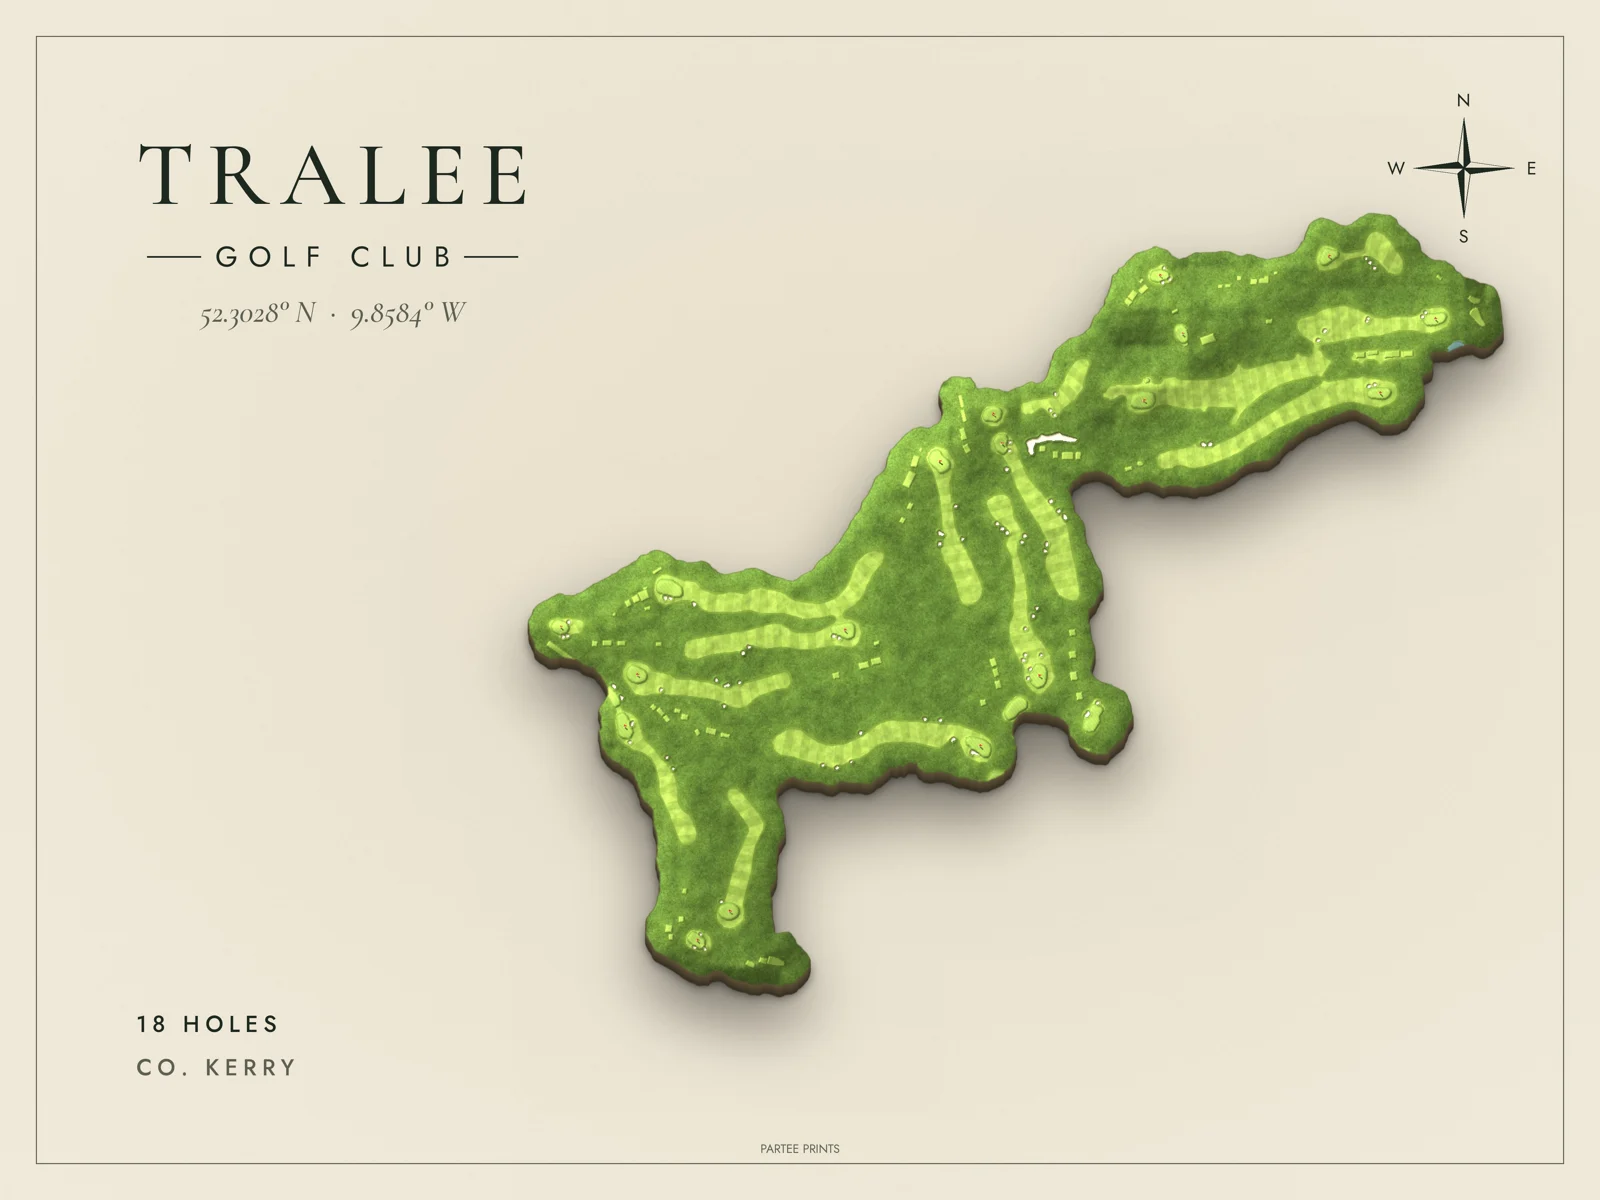 TRALEE
GOLF CLUB
52.3028° N · 9.8584° W
N
W E
S
18 HOLES
CO. KERRY
PARTEE PRINTS